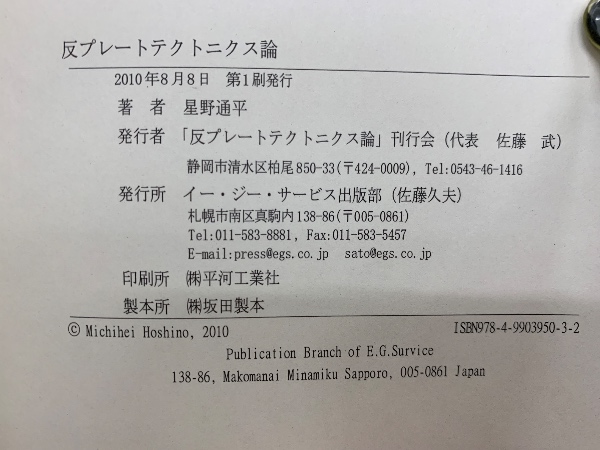 反プレートテクトニクス論
2010年8月8日 第1刷発行
著 者 星野通平
発行者 「反プレートテクトニクス論」刊行会 (代表 佐藤 武)
静岡市清水区柏尾850-33(〒424-0009), Tel:0543-46-1416
発行所 イー・ジー・サービス出版部 (佐藤久夫)
札幌市南区真駒内138-86(〒005-0861)
Tel:011-583-8881, Fax:011-583-5457
E-mail:press@egs.co.jp sato@egs.co.jp
印刷所 ㈱平河工業社
製本所 ㈱坂田製本
© Michihei Hoshino, 2010 ISBN978-4-9903950-3-2
Publication Branch of E.G.Survice
138-86, Makomanai Minamiku Sapporo, 005-0861 Japan